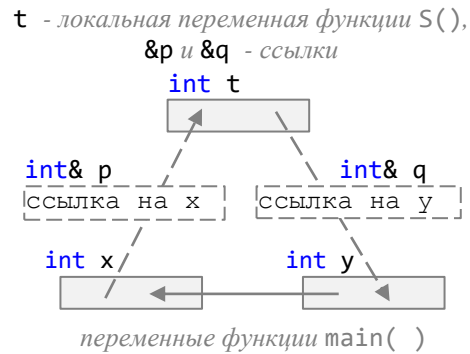 t - локальная переменная функции S(),
&p и &q - ссылки
int t
int& p int& q
ссылка на x ссылка на y
int x int y
переменные функции main( )